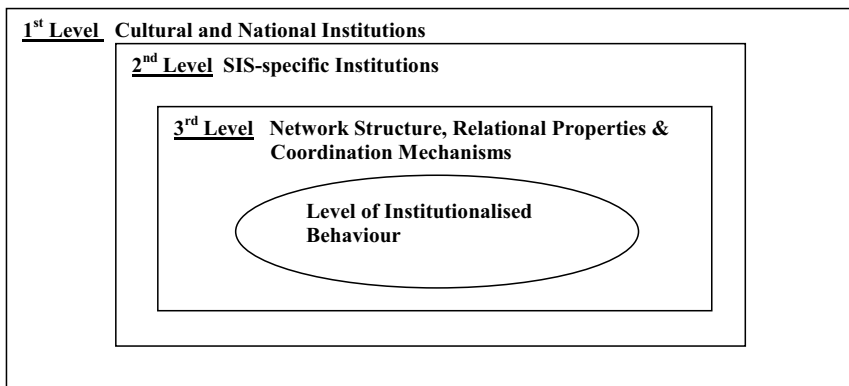 1st Level Cultural and National Institutions
2nd Level SIS-specific Institutions
3rd Level Network Structure, Relational Properties &
Coordination Mechanisms
Level of Institutionalised
Behaviour